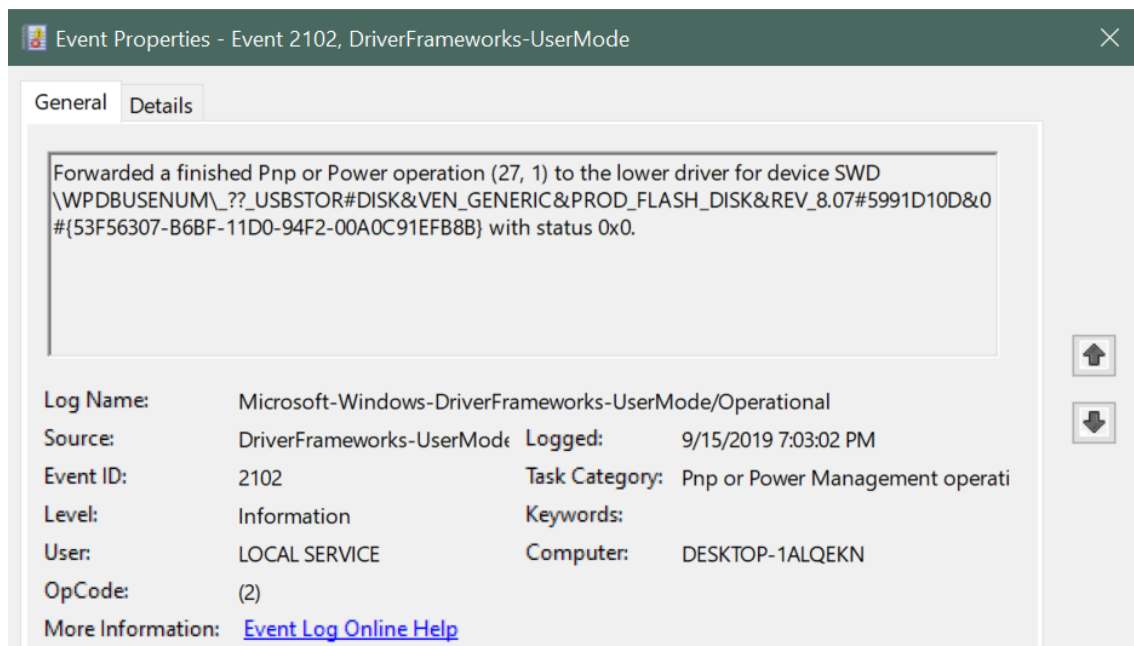 Event Properties - Event 2102, DriverFrameworks-UserMode
General Details
Forwarded a finished Pnp or Power operation (27, 1) to the lower driver for device SWD
\WPDBUSENUM\_??_USBSTOR#DISK&VEN_GENERIC&PROD_FLASH_DISK&REV_8.07#5991D10D&0
#{53F56307-B6BF-11D0-94F2-00A0C91EFB8B} with status 0x0.
Log Name: Microsoft-Windows-DriverFrameworks-UserMode/Operational
Source: DriverFrameworks-UserMode Logged: 9/15/2019 7:03:02 PM
Event ID: 2102 Task Category: Pnp or Power Management operati
Level: Information Keywords:
User: LOCAL SERVICE Computer: DESKTOP-1ALQEKN
OpCode: (2)
More Information: Event Log Online Help